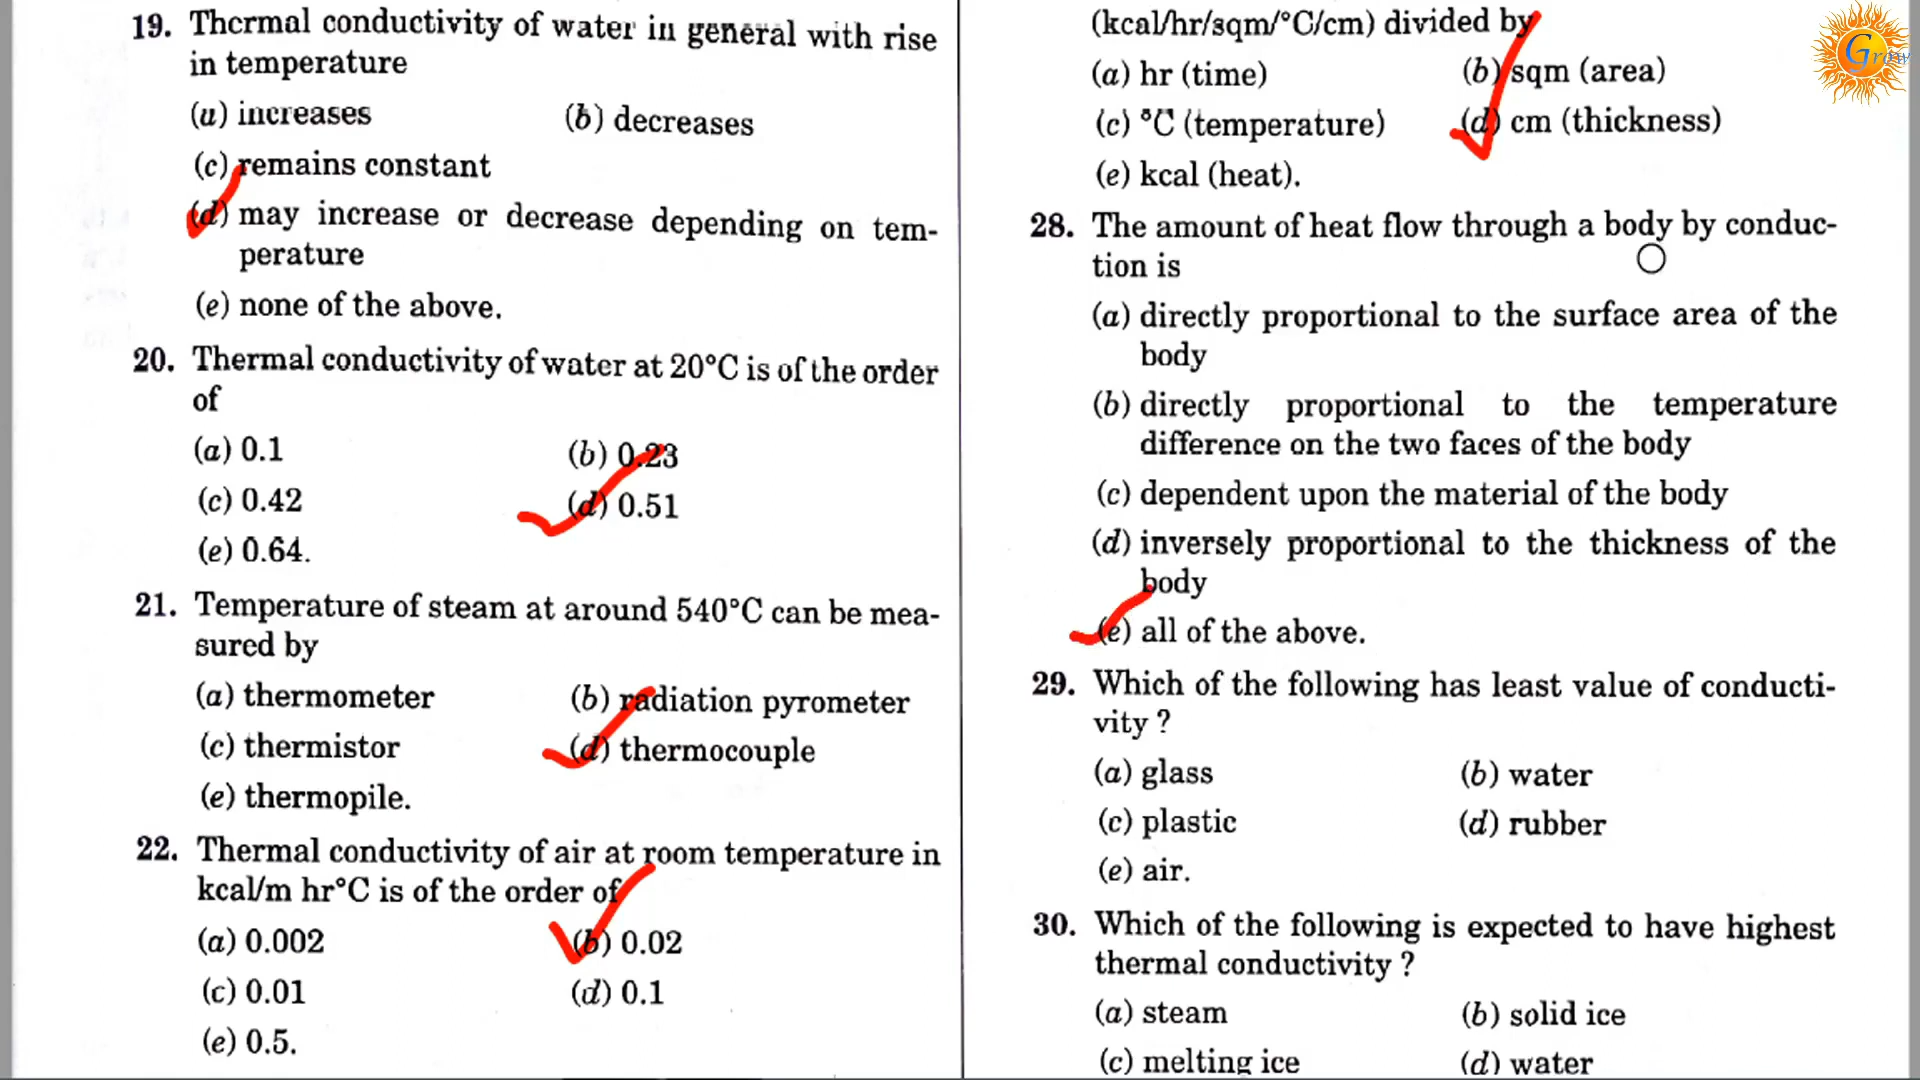 19. Thermal conductivity of water in general with rise
in temperature
(a) increases (b) decreases
(c) remains constant
(d) may increase or decrease depending on tem-
perature
(e) none of the above.
20. Thermal conductivity of water at 20°C is of the order
of
(a) 0.1 (b) 0.23
(c) 0.42 (d) 0.51
(e) 0.64.
21. Temperature of steam at around 540°C can be mea-
sured by
(a) thermometer (b) radiation pyrometer
(c) thermistor (d) thermocouple
(e) thermopile.
22. Thermal conductivity of air at room temperature in
kcal/m hr°C is of the order of
(a) 0.002 (b) 0.02
(c) 0.01 (d) 0.1
(e) 0.5.
(kcal/hr/sqm/°C/cm) divided by
(a) hr (time) (b) sqm (area)
(c) °C (temperature) (d) cm (thickness)
(e) kcal (heat).
28. The amount of heat flow through a body by conduc-
tion is
(a) directly proportional to the surface area of the
body
(b) directly proportional to the temperature
difference on the two faces of the body
(c) dependent upon the material of the body
(d) inversely proportional to the thickness of the
body
(e) all of the above.
29. Which of the following has least value of conducti-
vity ?
(a) glass (b) water
(c) plastic (d) rubber
(e) air.
30. Which of the following is expected to have highest
thermal conductivity ?
(a) steam (b) solid ice
(c) melting ice (d) water
Grow